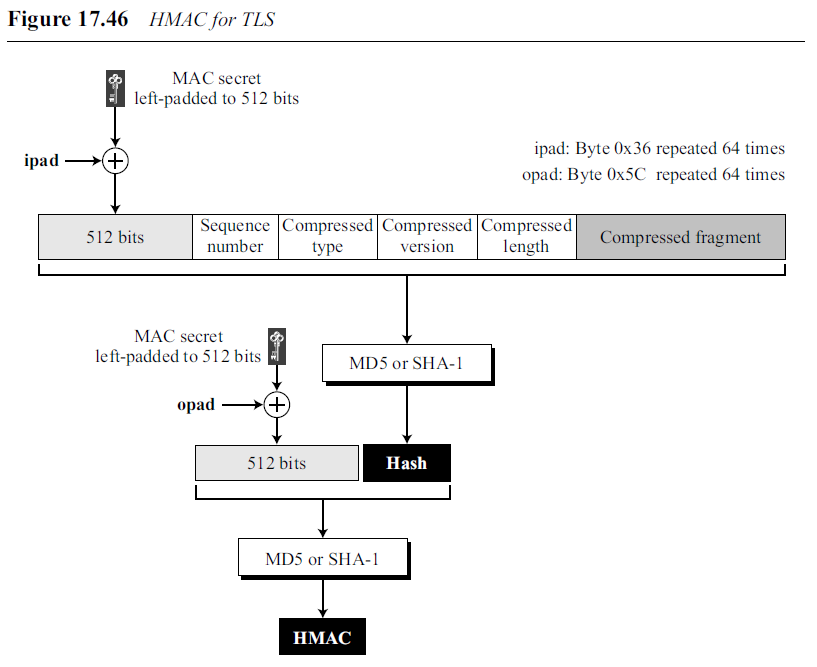 Figure 17.46 HMAC for TLS
MAC secret
left-padded to 512 bits
ipad
ipad: Byte 0x36 repeated 64 times
opad: Byte 0x5C repeated 64 times
512 bits
Sequence
number
Compressed
type
Compressed
version
Compressed
length
Compressed fragment
MAC secret
left-padded to 512 bits
MD5 or SHA-1
opad
512 bits
Hash
MD5 or SHA-1
HMAC